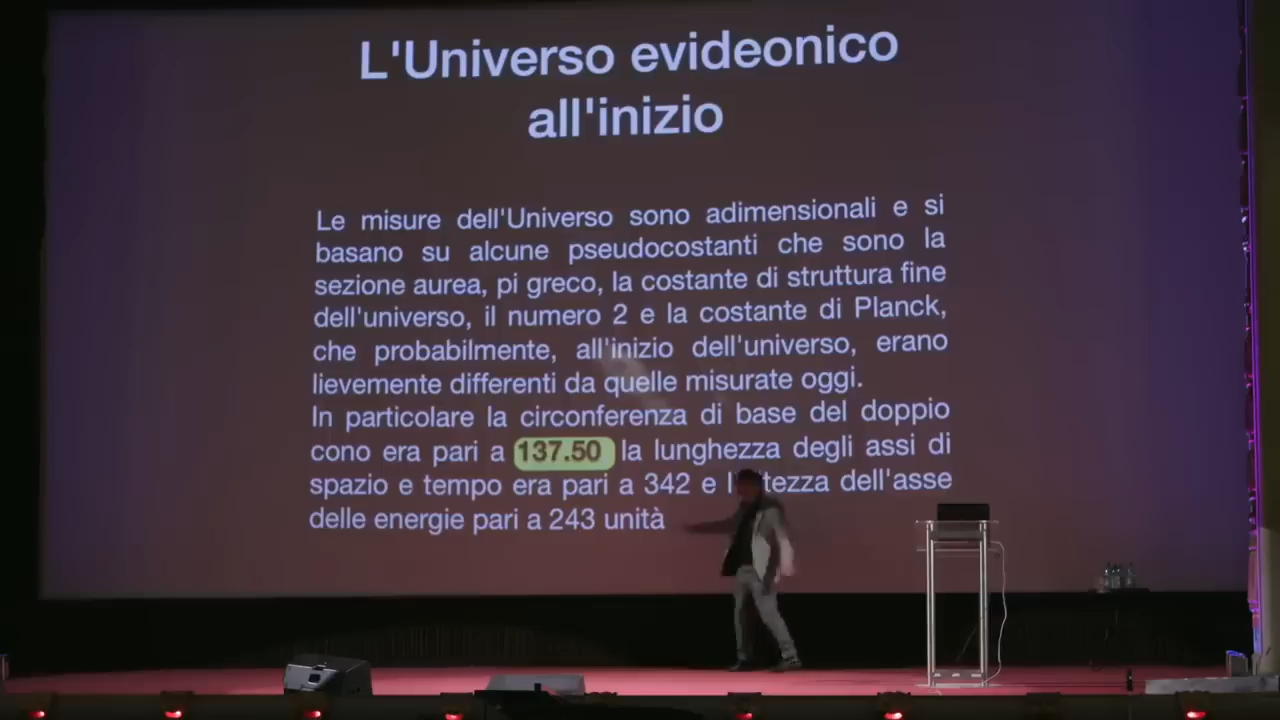 L'Universo evideonico
all'inizio
Le misure dell'Universo sono adimensionali e si
basano su alcune pseudocostanti che sono la
sezione aurea, pi greco, la costante di struttura fine
dell'universo, il numero 2 e la costante di Planck,
che probabilmente, all'inizio dell'universo, erano
lievemente differenti da quelle misurate oggi.
In particolare la circonferenza di base del doppio
cono era pari a 137.50 la lunghezza degli assi di
spazio e tempo era pari a 342 e dell'asse
delle energie pari a 243 unità